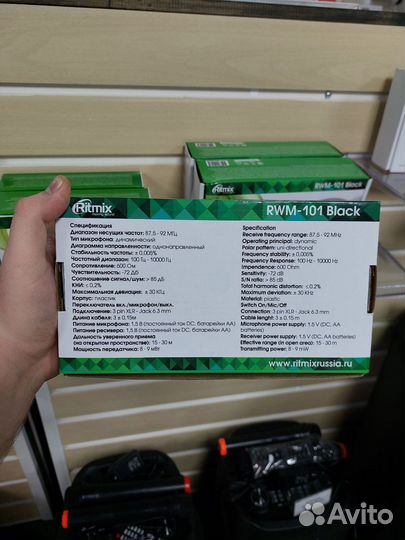 Ritmix
RWM-101 Black
Ritmix
RWM-101 Black
Спецификация
Диапазон несущих частот: 87,5 - 92 МГц
Тип микрофона: динамический
Диаграмма направленности: однонаправленный
Стабильность частоты: ± 0,005%
Частотный диапазон: 100 Гц - 10000 Гц
Сопротивление: 600 Ом
Чувствительность: -72 дБ
Соотношение сигнал/шум: > 85 дБ
КНИ: ≤ 0,2%
Максимальная девиация: ± 30 КГц
Корпус: пластик
Переключатель вкл./микрофон/выкл.
Подключение: 3 pin XLR - Jack 6.3 mm
Длина кабеля: 3 ± 0,15м
Питание микрофона: 1,5 В (постоянный ток DC, батарейки АА)
Питание ресивера: 1,5 В (постоянный ток DC, батарейки АА)
Дальность уверенного приема
(на открытом пространстве): 15 - 30 м
Мощность передатчика: 8 - 9мВт
Specification
Receive frequency range: 87.5 - 92 MHz
Operating principal: dynamic
Polar pattern: uni-directional
Frequency stability: ± 0,005%
Frequency Response: 100 Hz - 10000 Hz
Impedance: 600 Ohm
Sensitivity: -72 dB
S/N ratio: > 85 dB
Total harmonic distortion: ≤ 0.2%
Maximum deviation: ± 30 KHz
Material: plastic
Switch On/Mic/Off
Connection: 3 pin XLR - Jack 6.3 mm
Cable length: 3 ± 0.15 m
Microphone power supply: 1.5 V (DC, AA
batteries)
Receiver power supply: 1.5 V (DC, AA batteries)
Effective range (in open area): 15 - 30 m
Transmitting power: 8 - 9 mW
www.ritmixrussia.ru
Avito